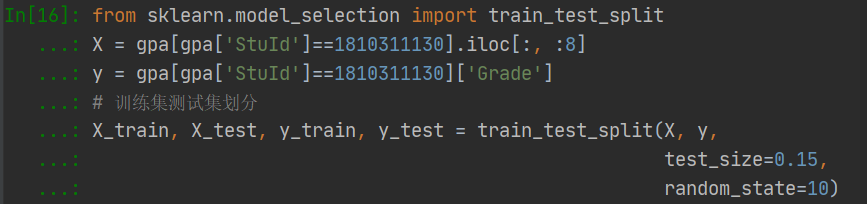 In[16]: from sklearn.model_selection import train_test_split
...: X = gpa[gpa['StuId']==1810311130].iloc[:, :8]
...: y = gpa[gpa['StuId']==1810311130]['Grade']
...: # 训练集测试集划分
...: X_train, X_test, y_train, y_test = train_test_split(X, y,
...: test_size=0.15,
...: random_state=10)